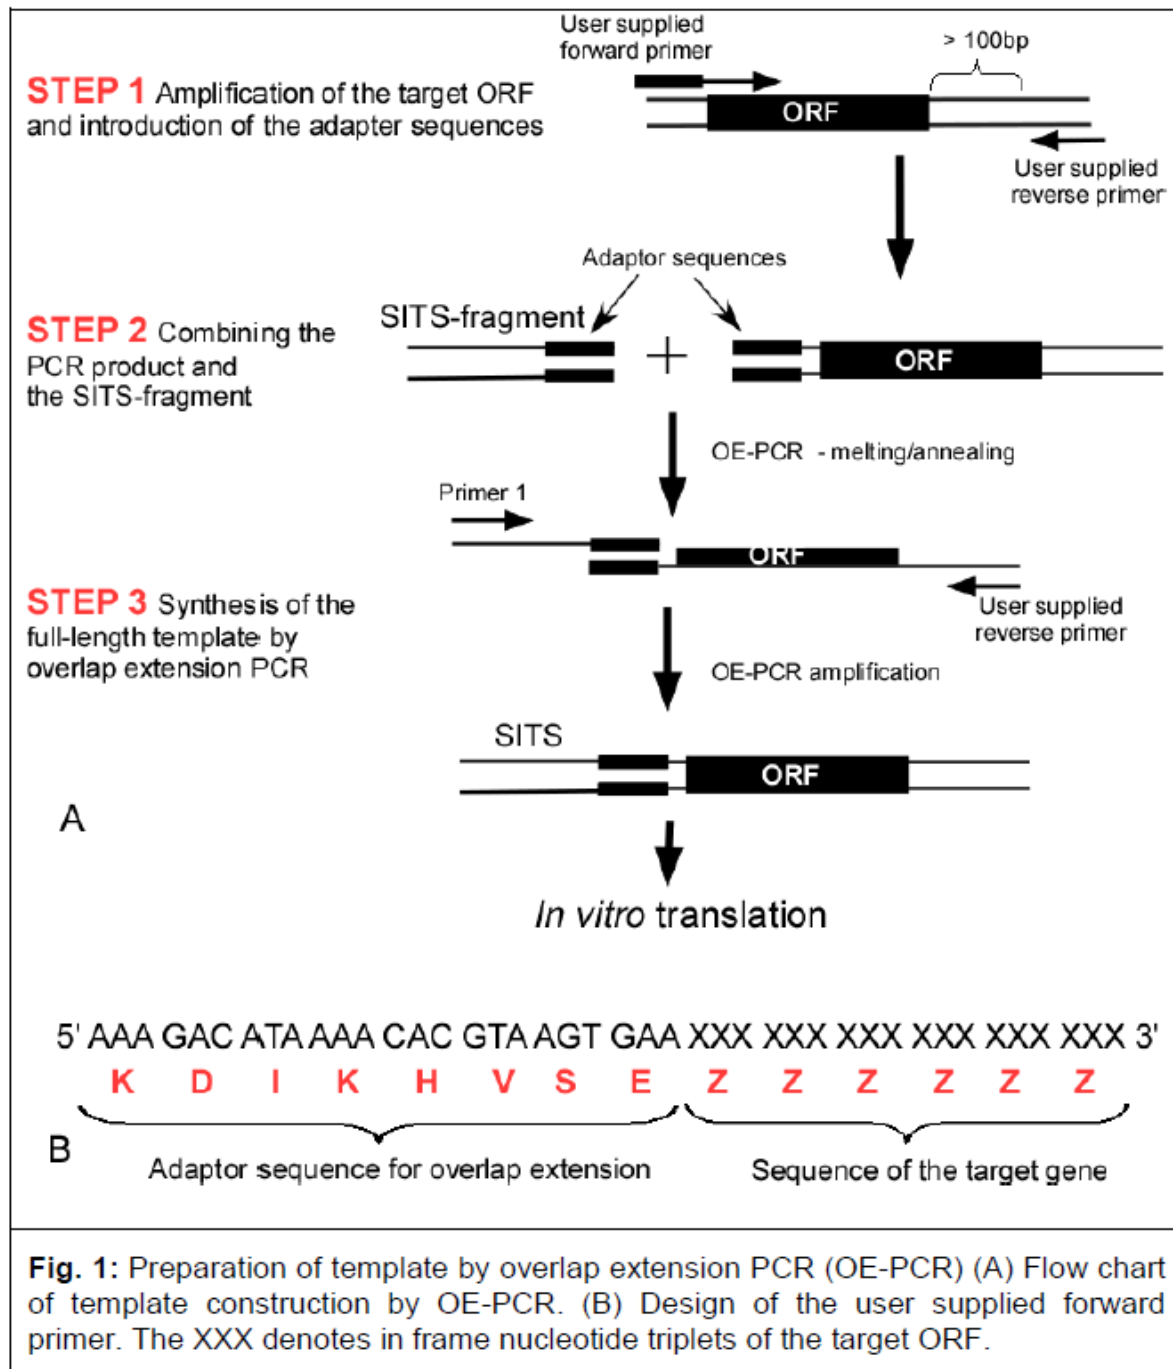 User supplied
forward primer
> 100bp
STEP 1 Amplification of the target ORF
and introduction of the adapter sequences
ORF
User supplied
reverse primer
Adaptor sequences
SITS-fragment
STEP 2 Combining the
PCR product and
the SITS-fragment
ORF
OE-PCR - melting/annealing
Primer 1
ORF
STEP 3 Synthesis of the
full-length template by
overlap extension PCR
User supplied
reverse primer
OE-PCR amplification
SITS
ORF
A
In vitro translation
5' AAA GAC ATA AAA CAC GTA AGT GAA XXX XXX XXX XXX XXX XXX 3'
K D I K H V S E Z Z Z Z Z Z
B
Adaptor sequence for overlap extension
Sequence of the target gene
Fig. 1: Preparation of template by overlap extension PCR (OE-PCR) (A) Flow chart
of template construction by OE-PCR. (B) Design of the user supplied forward
primer. The XXX denotes in frame nucleotide triplets of the target ORF.